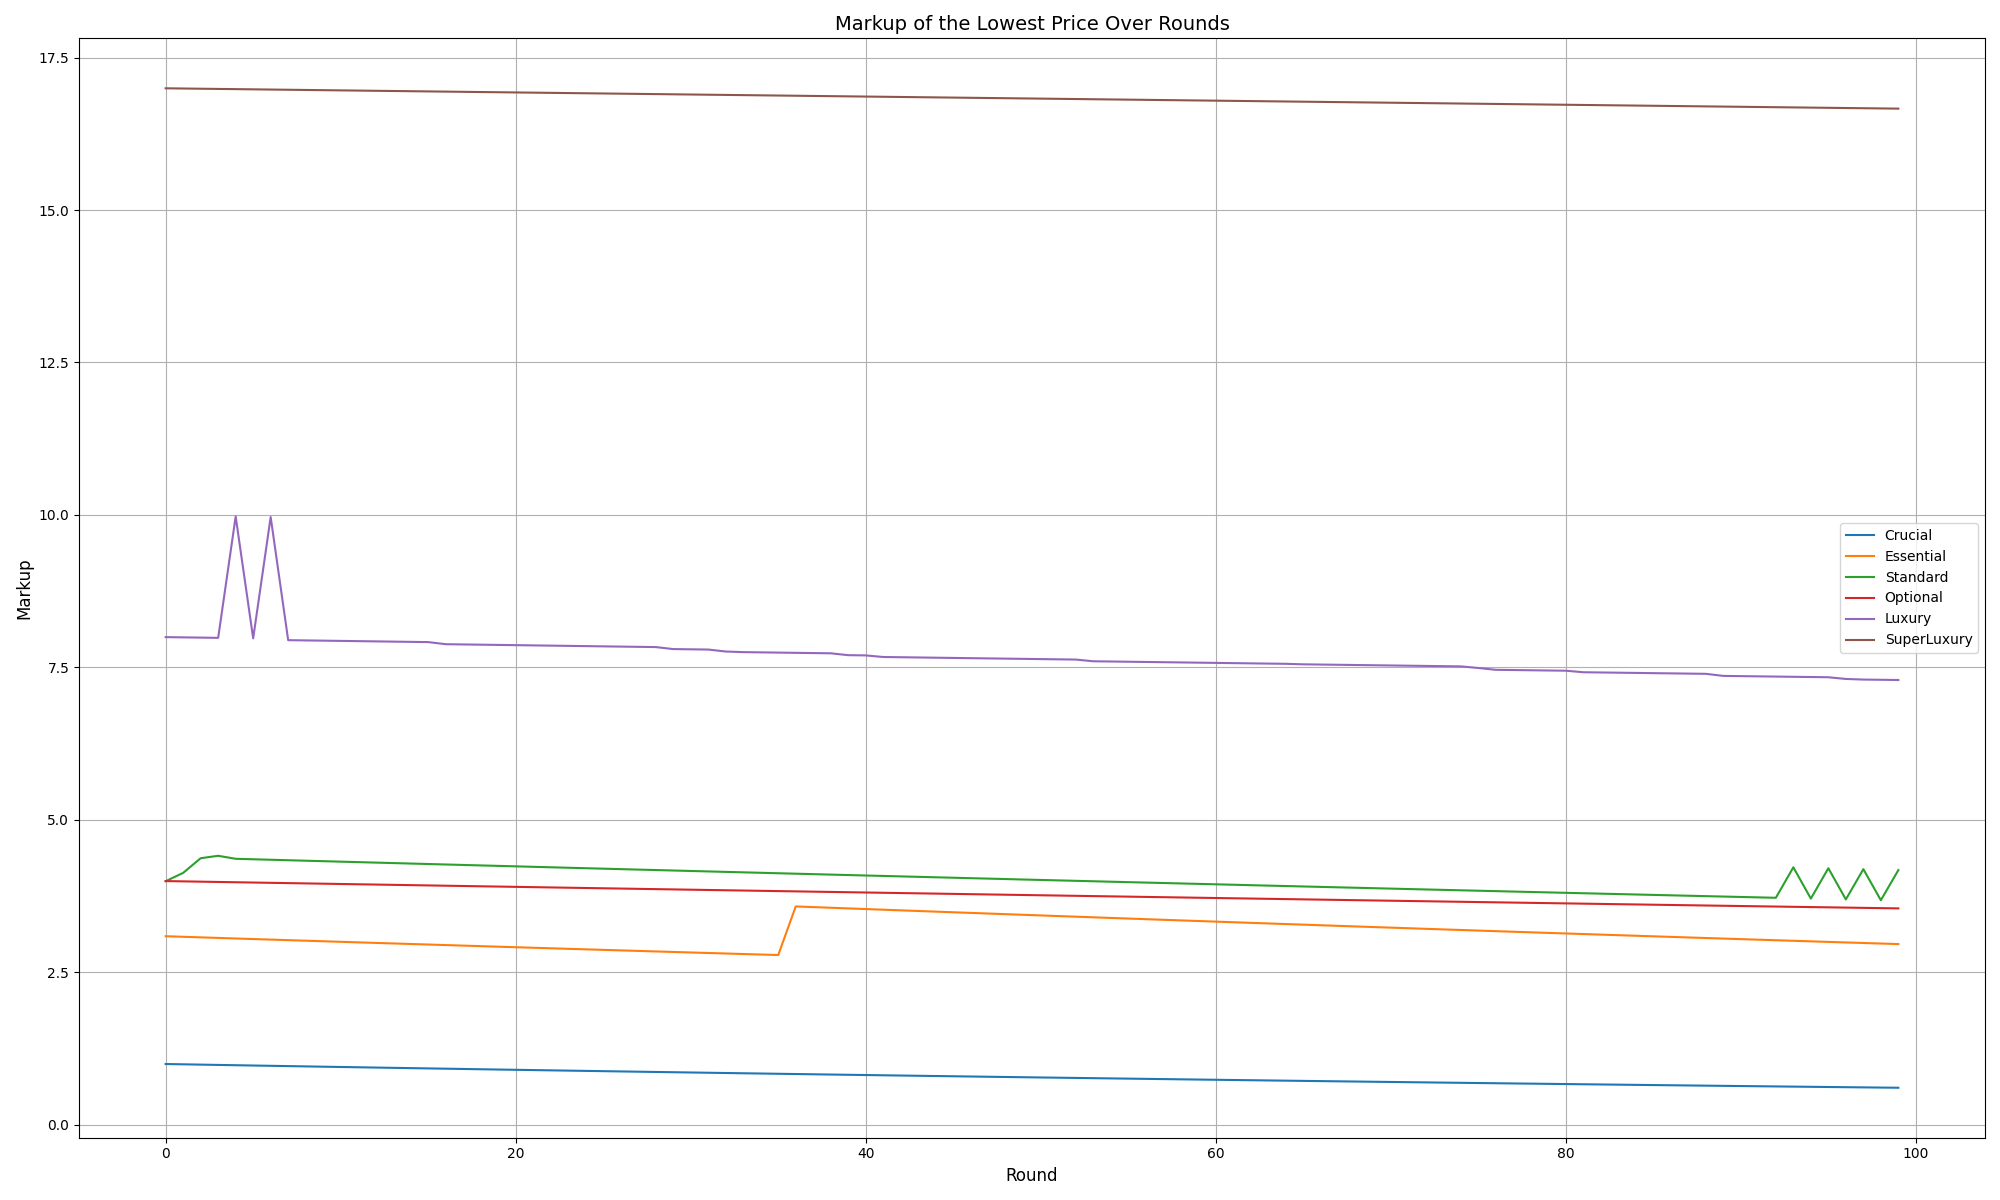 Markup of the Lowest Price Over Rounds
17.5
15.0
12.5
10.0
7.5
5.0
2.5
0.0
Markup
Crucial
Essential
Standard
Optional
Luxury
SuperLuxury
0 20 40 60 80 100
Round